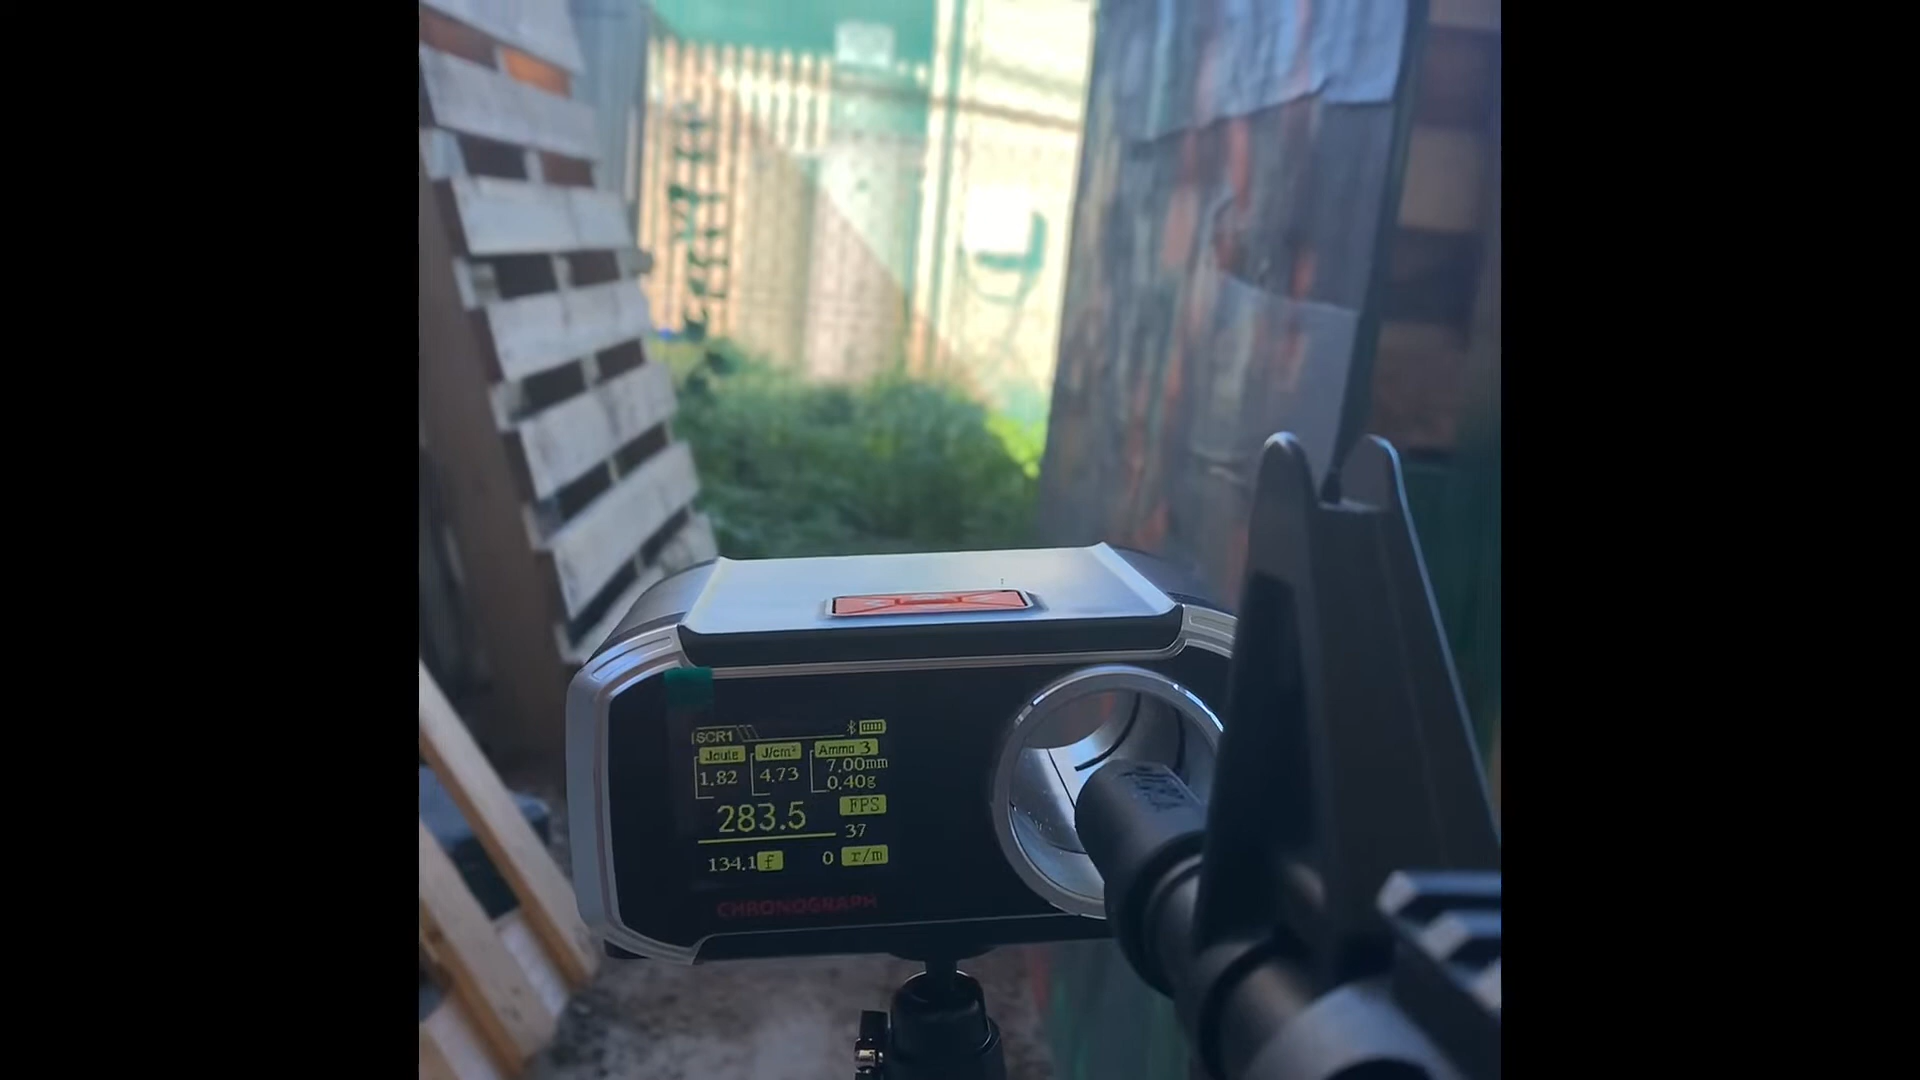 SCR1
Joule J/cm² Ammo 3
1.82 4.73 7.00mm
0.40g
283.5 FPS
37
134.1 f 0 r/m
CHRONOGRAPH